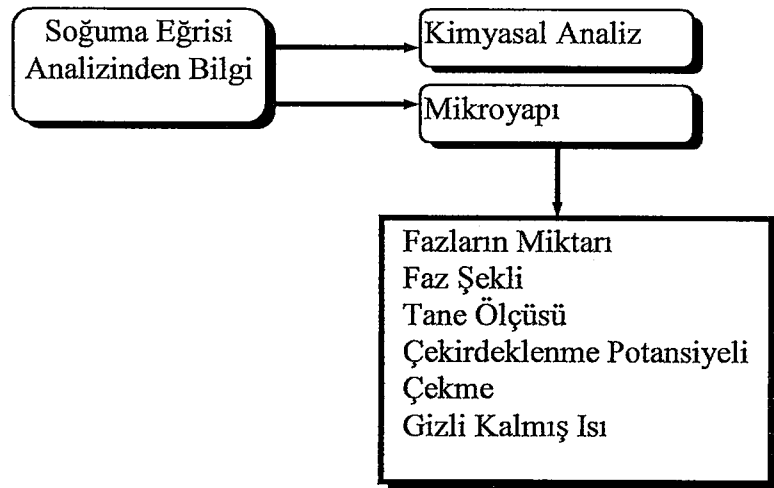 Soğuma Eğrisi
Analizinden Bilgi
Kimyasal Analiz
Mikroyapı
Fazların Miktarı
Faz Şekli
Tane Ölçüsü
Çekirdeklenme Potansiyeli
Çekme
Gizli Kalmış Isı